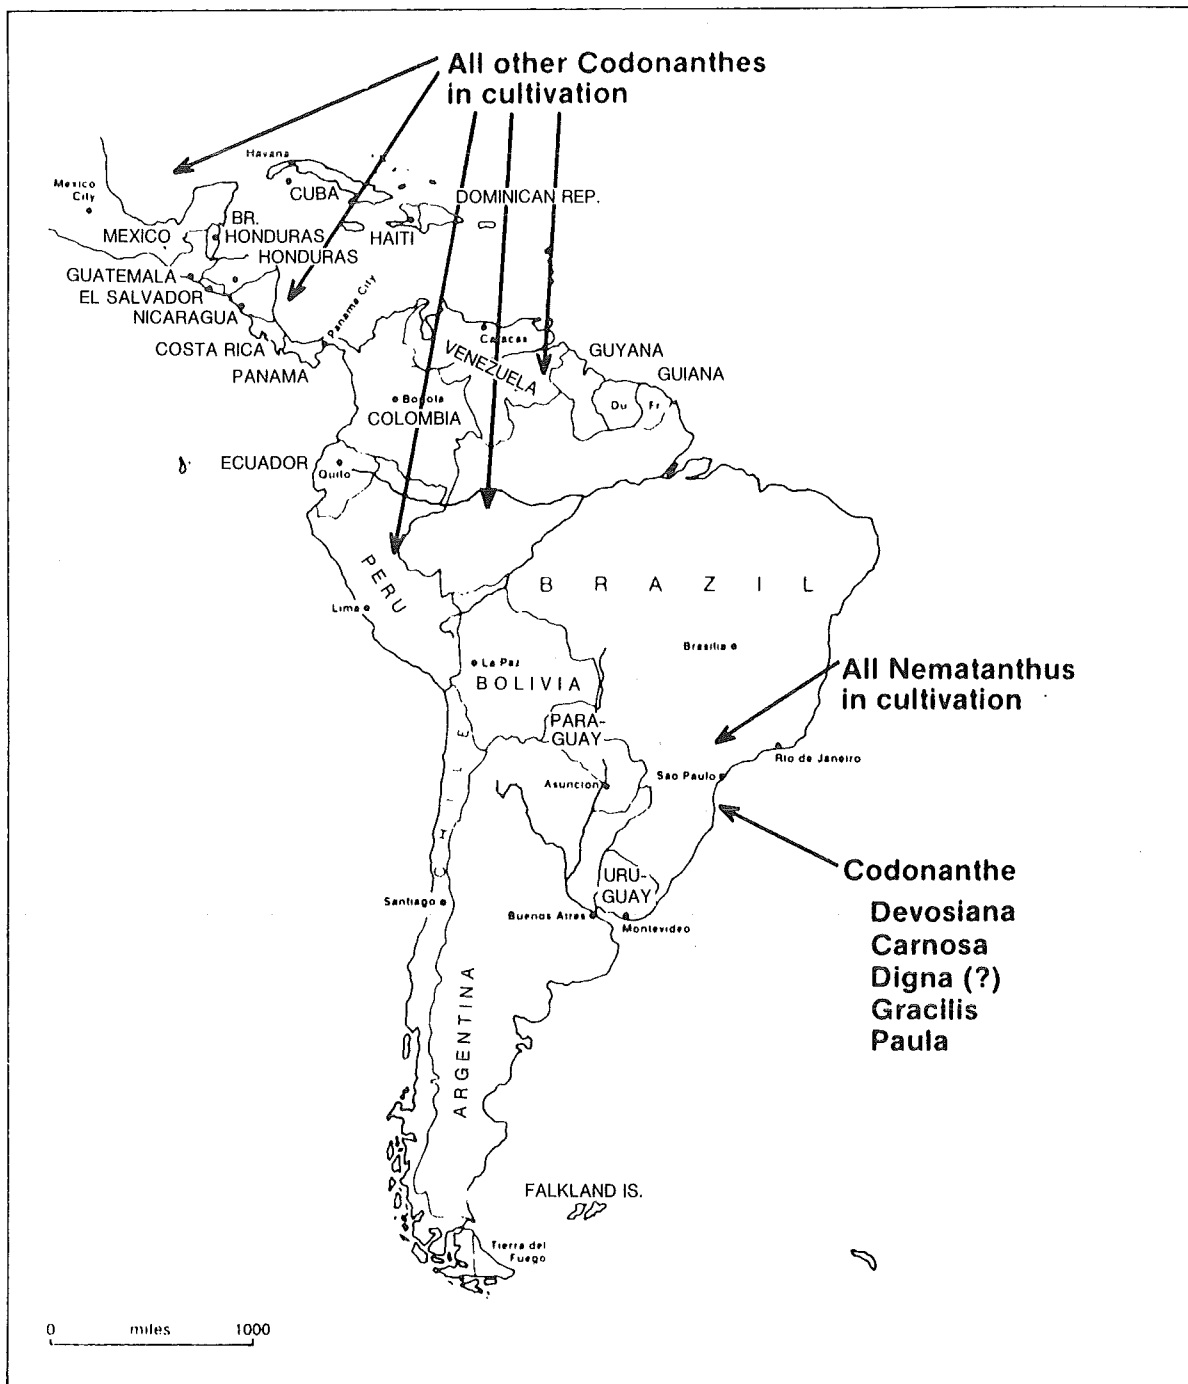 All other Codonanthes
in cultivation
Havana
CUBA
Mexico
City
DOMINICAN REP.
BR.
HONDURAS
MEXICO
HAITI
HONDURAS
GUATEMALA
EL SALVADOR
NICARAGUA
Panama City
COSTA RICA
PANAMA
Caracas
VENEZUELA
GUYANA
GUIANA
Du
Fr
Bogota
COLOMBIA
ECUADOR
Quito
PERU
BRAZIL
Lima
Brasilia
La Paz
BOLIVIA
All Nematanthus
in cultivation
PARA-
GUAY
Rio de Janeiro
Sao Paulo
Asuncion
CHILE
Codonanthe
Devosiana
Carnosa
Digna (?)
Gracilis
Paula
URU-
GUAY
Santiago
Buenos Aires
Montevideo
ARGENTINA
FALKLAND IS.
Tierra del
Fuego
0 miles 1000